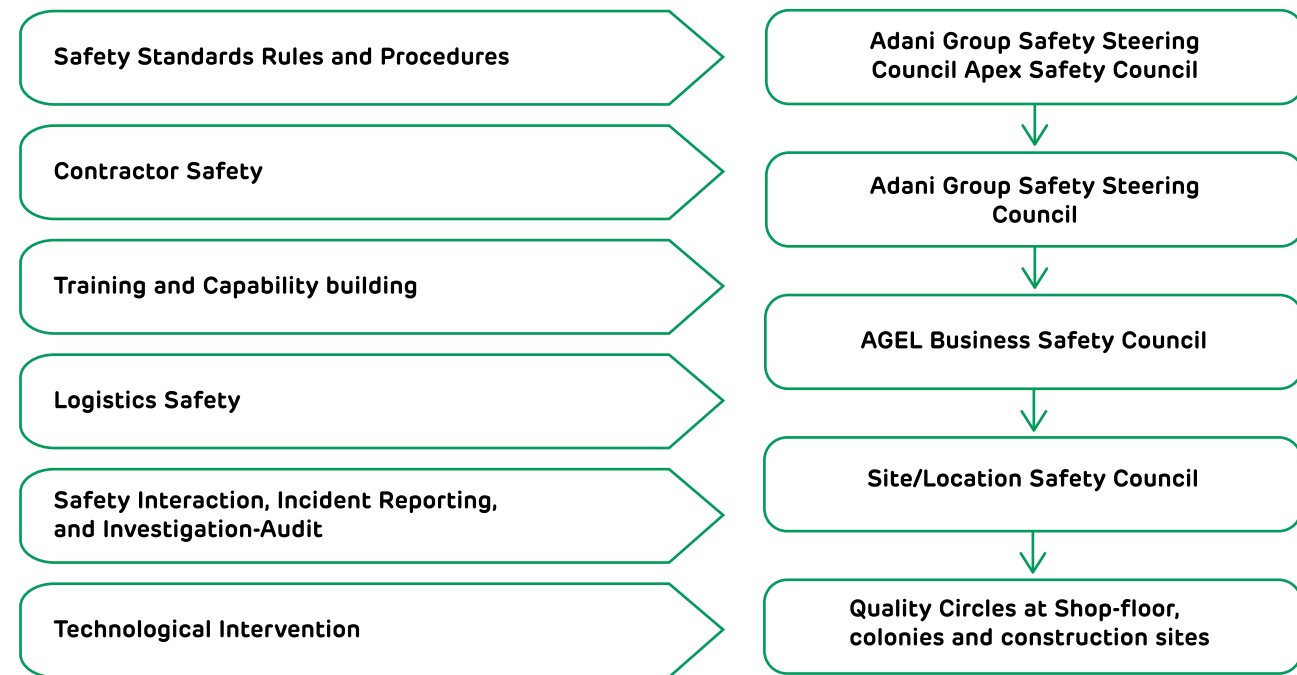 Safety Standards Rules and Procedures
Contractor Safety
Training and Capability building
Logistics Safety
Safety Interaction, Incident Reporting,
and Investigation-Audit
Technological Intervention
Adani Group Safety Steering
Council Apex Safety Council
Adani Group Safety Steering
Council
AGEL Business Safety Council
Site/Location Safety Council
Quality Circles at Shop-floor,
colonies and construction sites